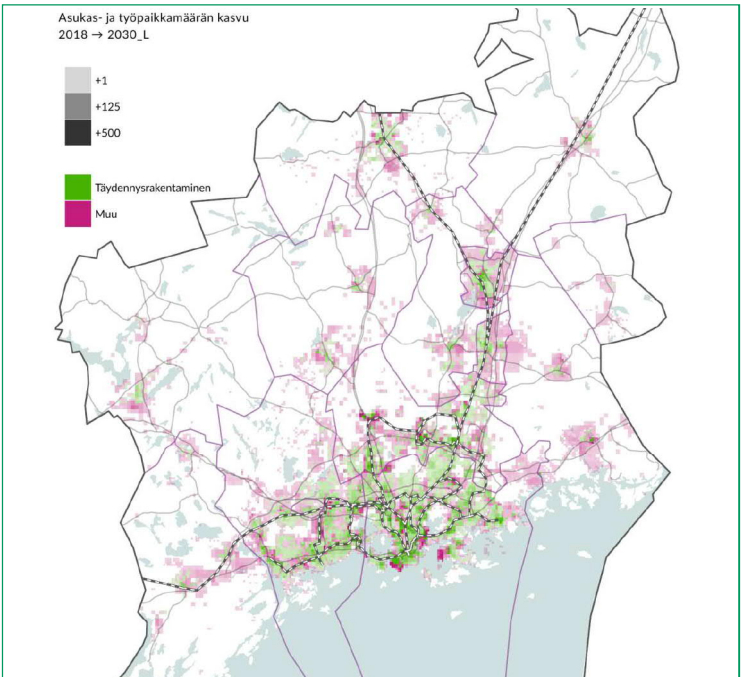 Asukas- ja työpaikkamäärän kasvu
2018 → 2030_L
+1
+125
+500
Täydennysrakentaminen
Muu